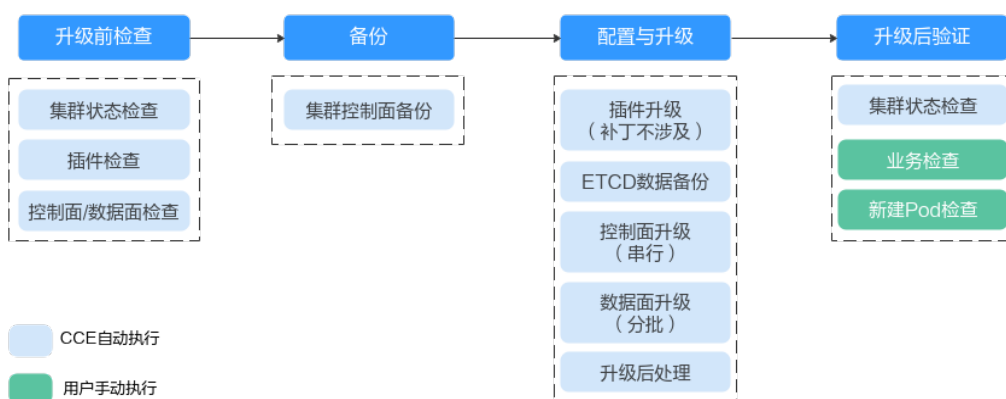 升级前检查
备份
配置与升级
升级后验证
集群状态检查
插件检查
控制面/数据面检查
集群控制面备份
插件升级
（补丁不涉及）
ETCD数据备份
控制面升级
（串行）
数据面升级
（分批）
升级后处理
集群状态检查
业务检查
新建Pod检查
CCE自动执行
用户手动执行